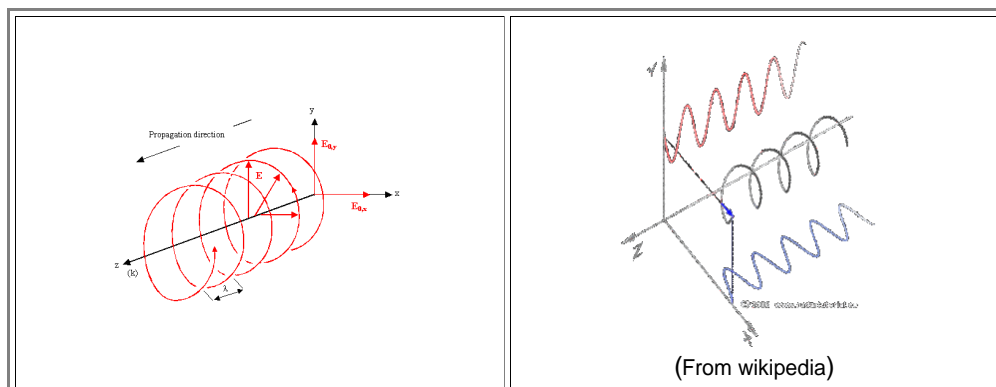 y
Propagation direction
E0,y
E
x
E0,x
z
(k)
λ
Y
Z
X
(From wikipedia)